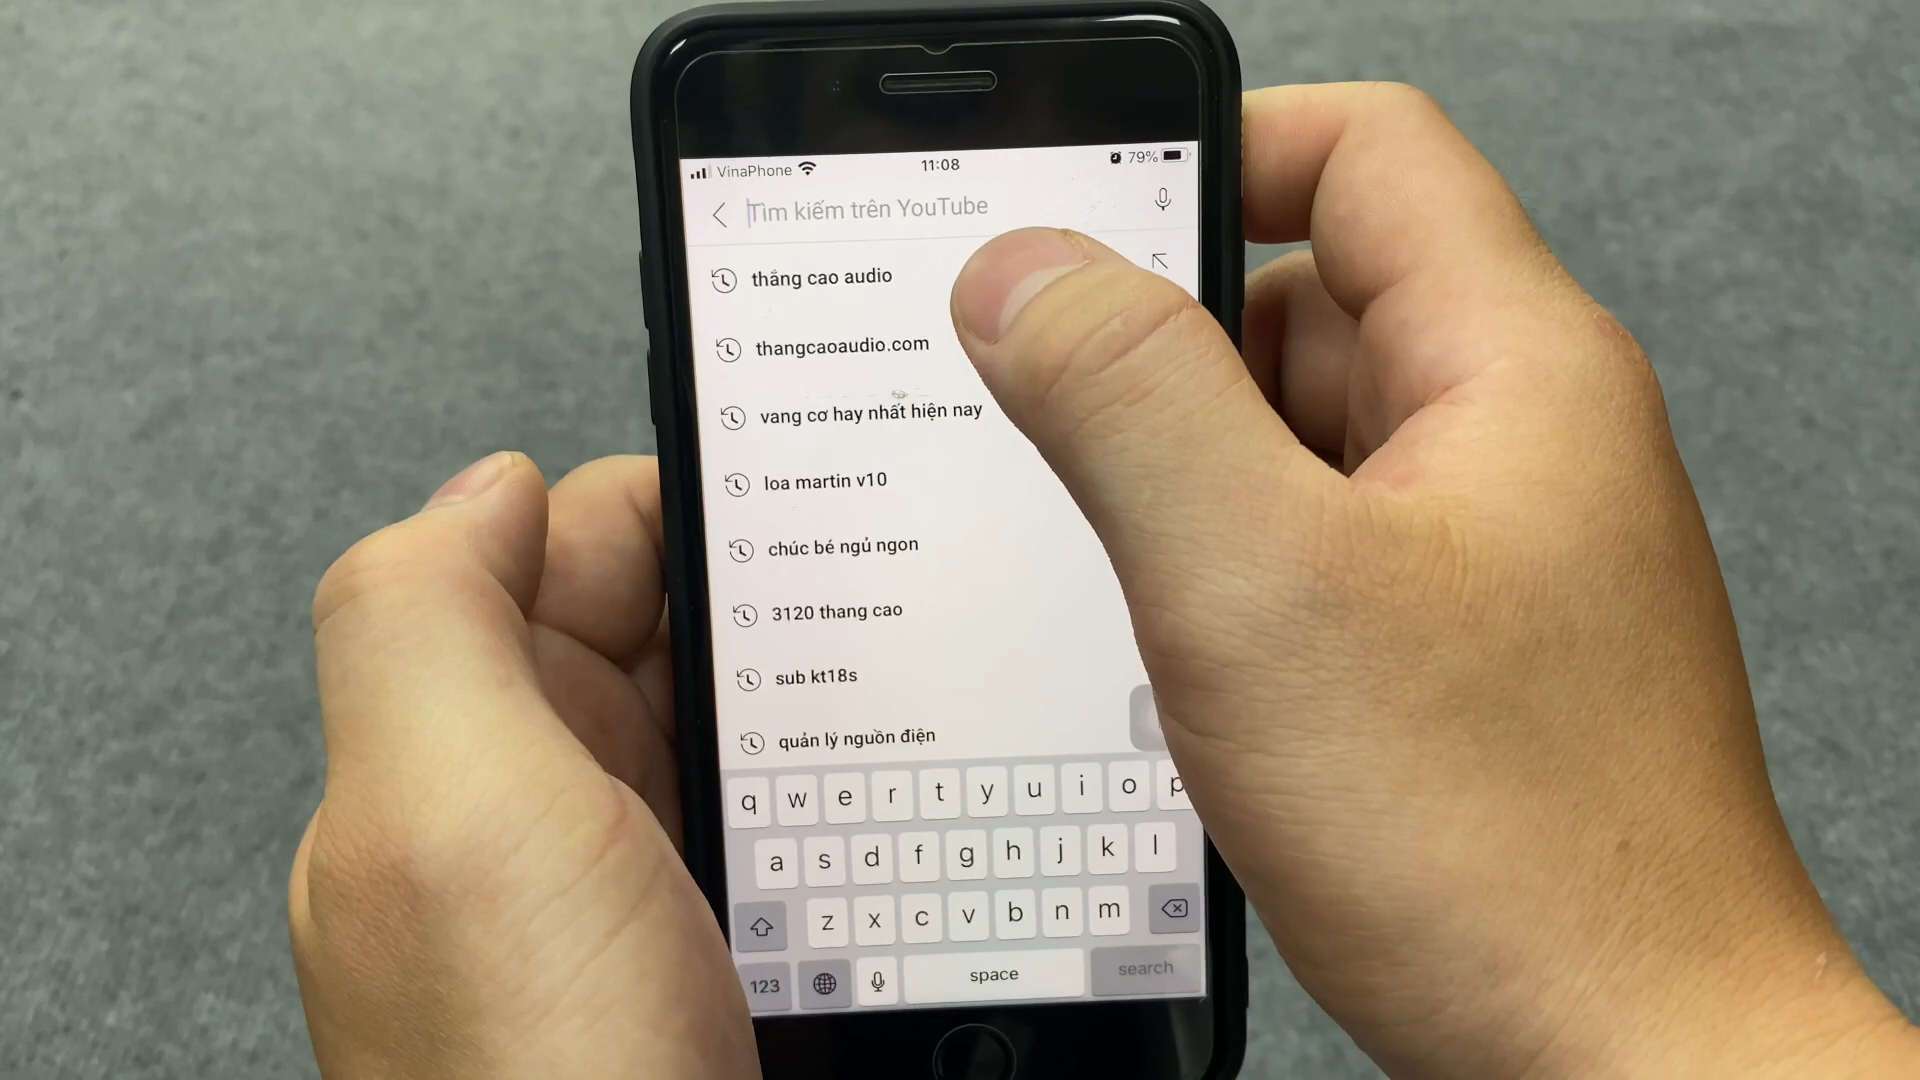 VinaPhone 11:08 79%
Tìm kiếm trên YouTube
thắng cao audio
thangcaoaudio.com
vang cơ hay nhất hiện nay
loa martin v10
chúc bé ngủ ngon
3120 thang cao
sub kt18s
quản lý nguồn điện
q w e r t y u i o p
a s d f g h j k l
z x c v b n m
123 space search